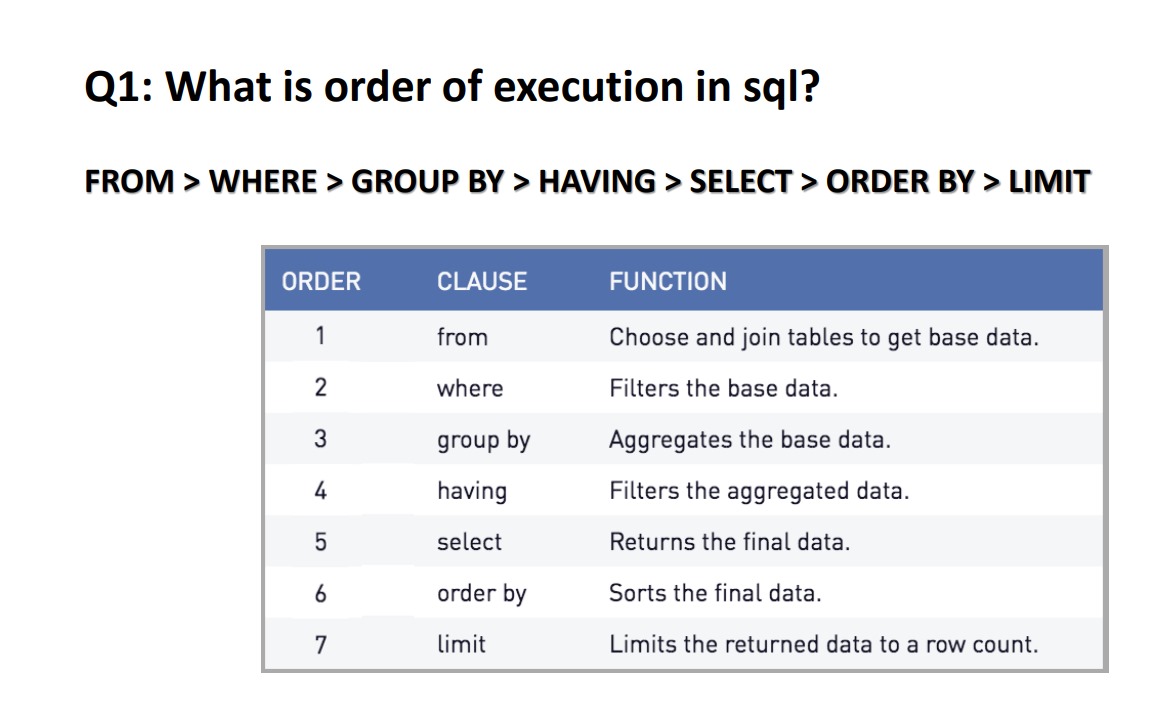 Q1: What is order of execution in sql?
FROM > WHERE > GROUP BY > HAVING > SELECT > ORDER BY > LIMIT
ORDER CLAUSE FUNCTION
1 from Choose and join tables to get base data.
2 where Filters the base data.
3 group by Aggregates the base data.
4 having Filters the aggregated data.
5 select Returns the final data.
6 order by Sorts the final data.
7 limit Limits the returned data to a row count.